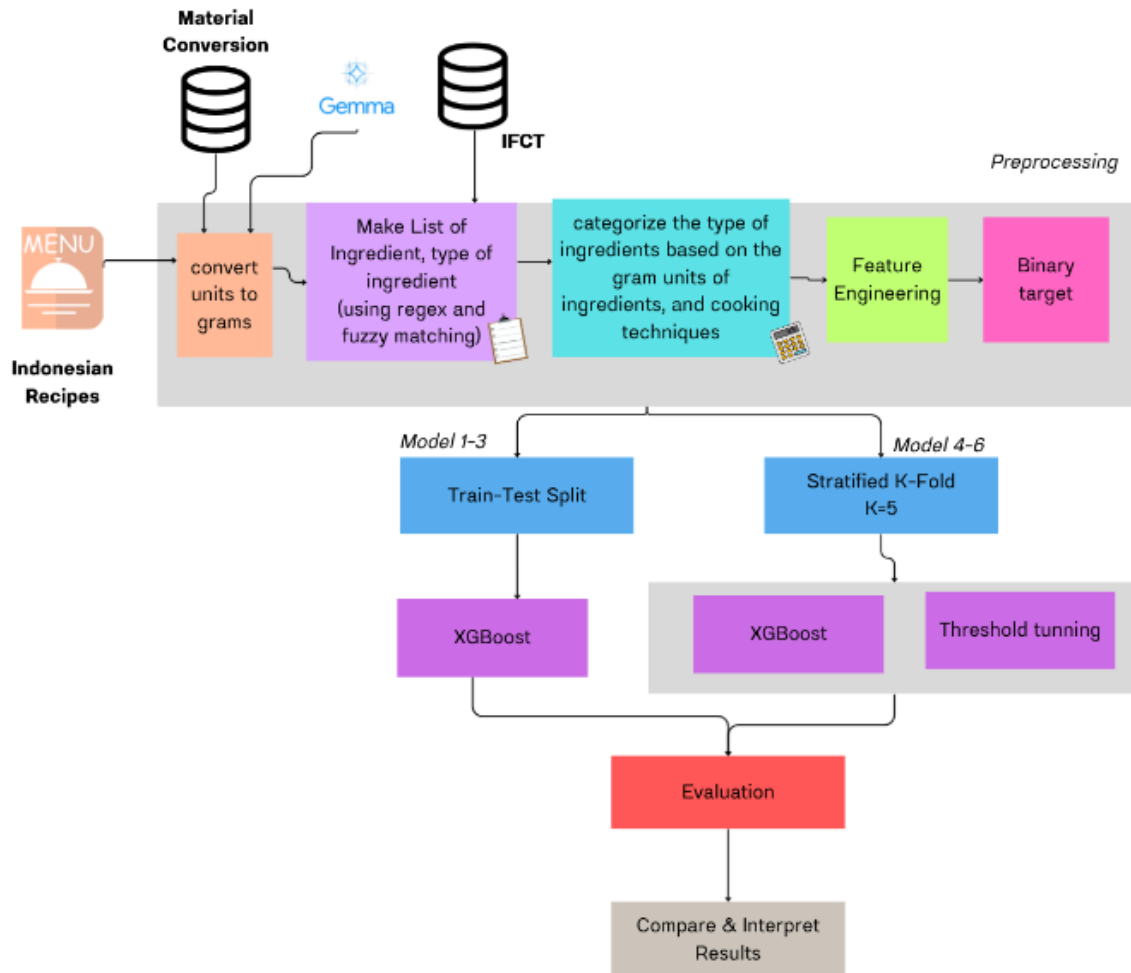 Material
Conversion
Gemma
IFCT
Preprocessing
MENU
Indonesian
Recipes
convert
units to
grams
Make List of
Ingredient, type of
ingredient
(using regex and
fuzzy matching)
categorize the type of
ingredients based on the
gram units of
ingredients, and cooking
techniques
Feature
Engineering
Binary
target
Model 1-3
Model 4-6
Train-Test Split
Stratified K-Fold
K=5
XGBoost
XGBoost
Threshold tunning
Evaluation
Compare & Interpret
Results